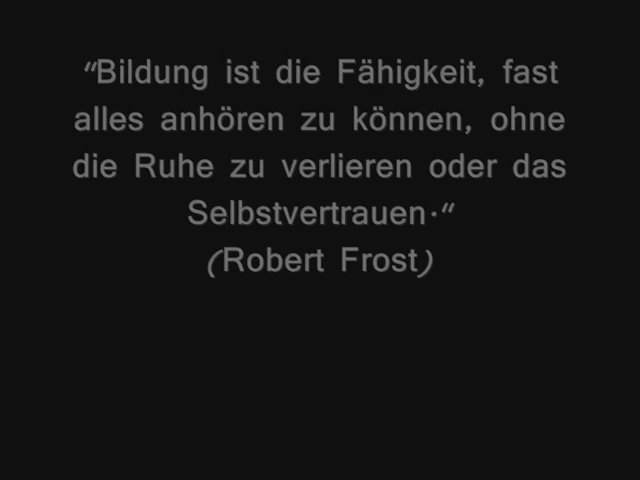 "Bildung ist die Fähigkeit, fast
alles anhören zu können, ohne
die Ruhe zu verlieren oder das
Selbstvertrauen."
(Robert Frost)